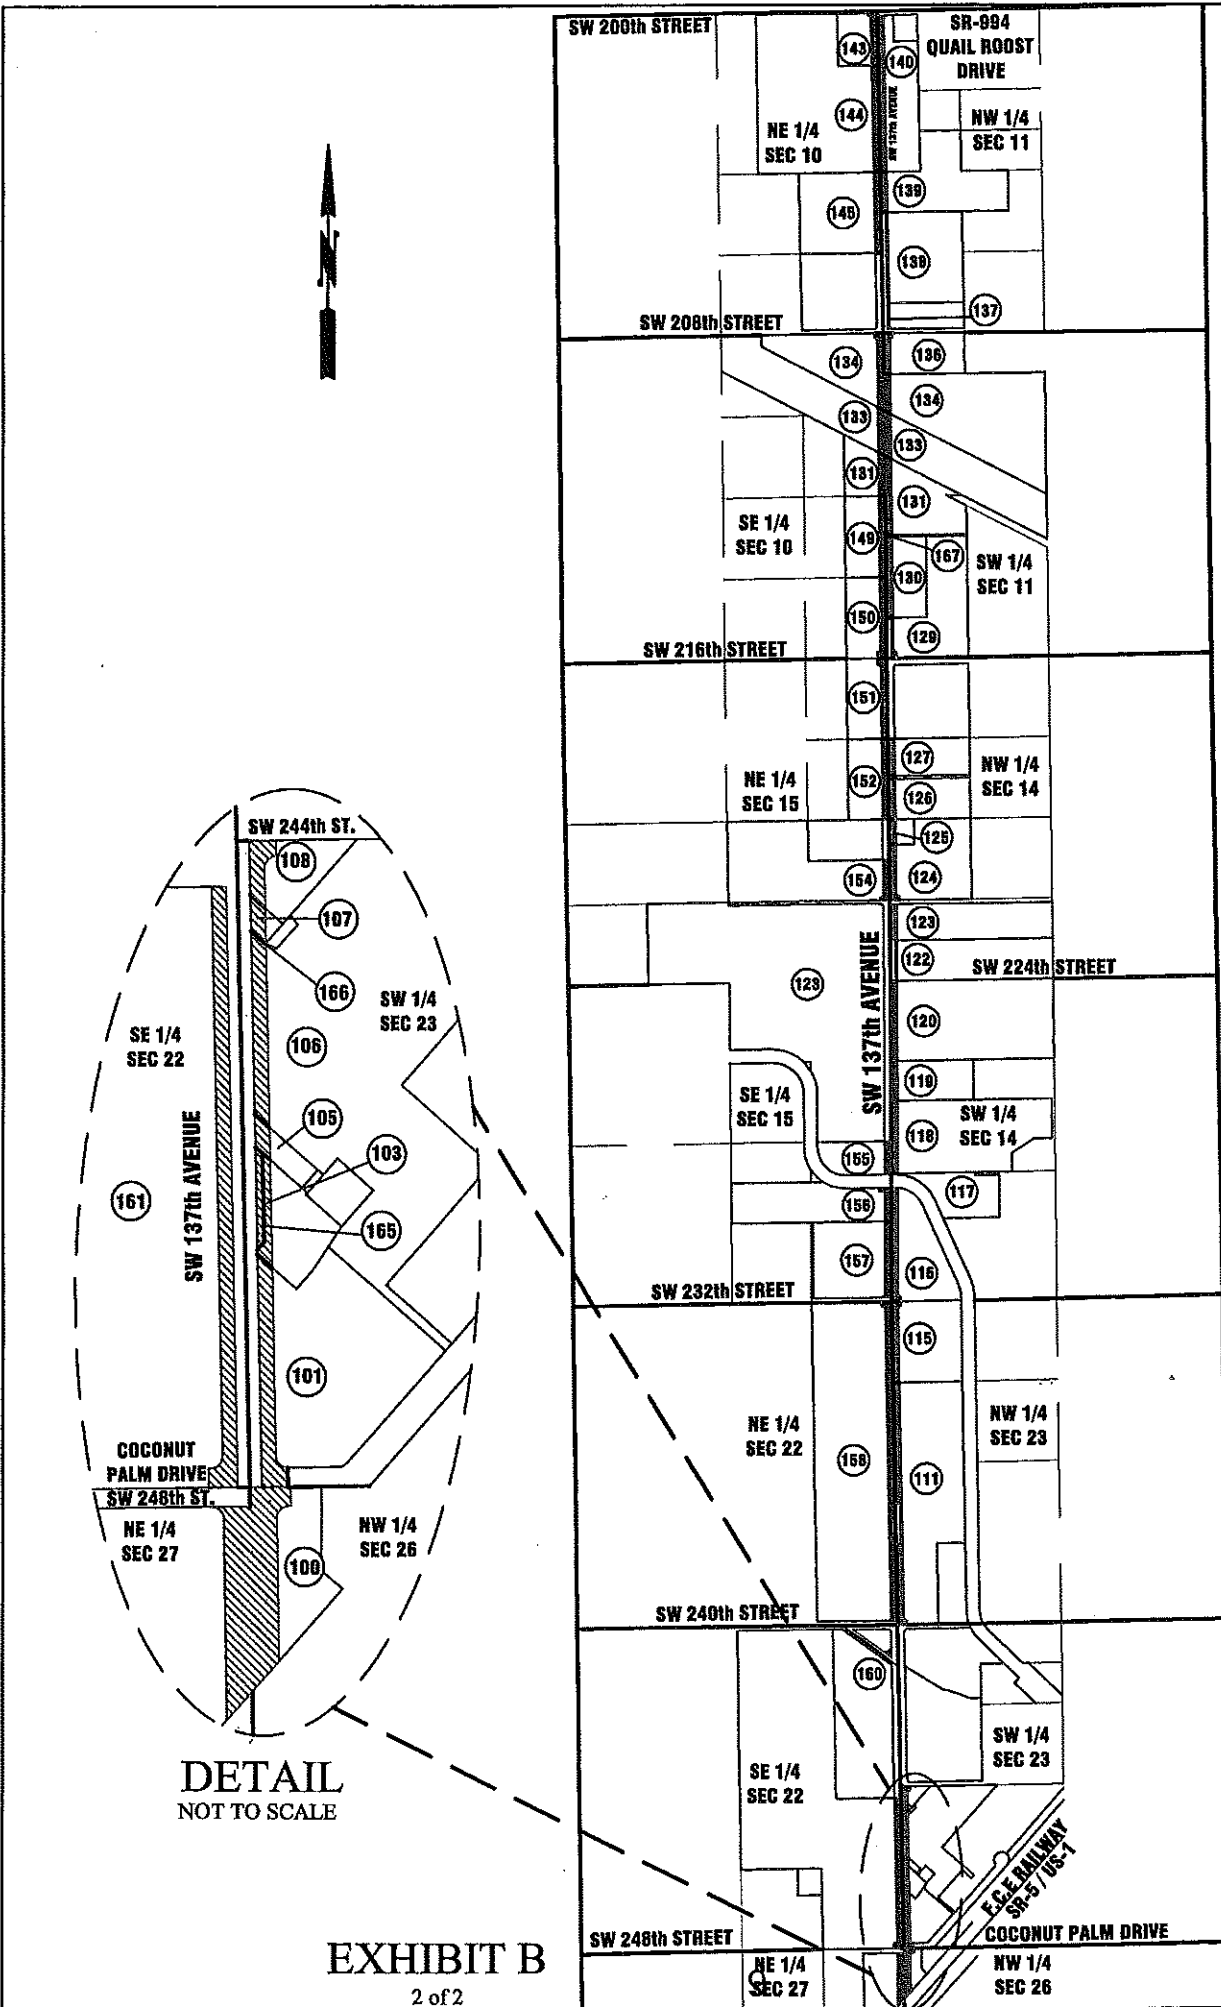 SW 200th STREET
SR-994
QUAIL ROOST
DRIVE
143
140
SW 137th AVENUE
144
NE 1/4
SEC 10
NW 1/4
SEC 11
139
145
138
137
SW 208th STREET
N
134
136
134
133
133
131
131
SE 1/4
SEC 10
149
167
130
SW 1/4
SEC 11
150
129
SW 216th STREET
151
127
NE 1/4
SEC 15
152
NW 1/4
SEC 14
126
125
154
124
123
122
SW 224th STREET
123
SW 137th AVENUE
120
119
SE 1/4
SEC 15
118
SW 1/4
SEC 14
155
117
156
157
116
SW 232th STREET
115
NE 1/4
SEC 22
NW 1/4
SEC 23
158
111
SW 240th STREET
160
SW 1/4
SEC 23
SE 1/4
SEC 22
F.C.E RAILWAY
SR-5 / US-1
SW 248th STREET
COCONUT PALM DRIVE
NE 1/4
SEC 27
NW 1/4
SEC 26
SW 244th ST.
108
107
166
SW 1/4
SEC 23
SE 1/4
SEC 22
106
105
103
161
SW 137th AVENUE
165
101
COCONUT
PALM DRIVE
SW 248th ST.
NE 1/4
SEC 27
NW 1/4
SEC 26
100
DETAIL
NOT TO SCALE
EXHIBIT B
2 of 2